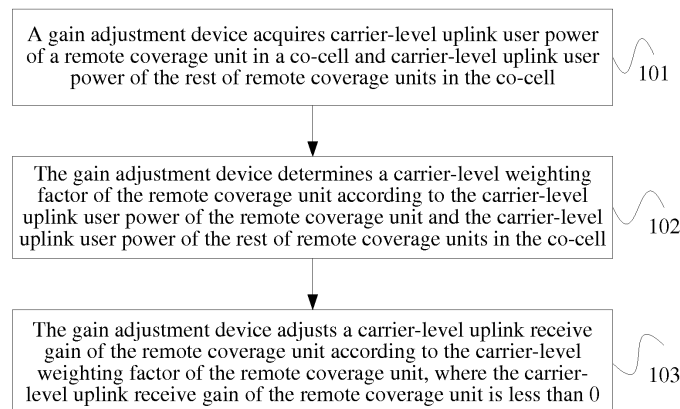 A gain adjustment device acquires carrier-level uplink user power
of a remote coverage unit in a co-cell and carrier-level uplink user
power of the rest of remote coverage units in the co-cell
101
The gain adjustment device determines a carrier-level weighting
factor of the remote coverage unit according to the carrier-level
uplink user power of the remote coverage unit and the carrier-level
uplink user power of the rest of remote coverage units in the co-cell
102
The gain adjustment device adjusts a carrier-level uplink receive
gain of the remote coverage unit according to the carrier-level
weighting factor of the remote coverage unit, where the carrier-
level uplink receive gain of the remote coverage unit is less than 0
103